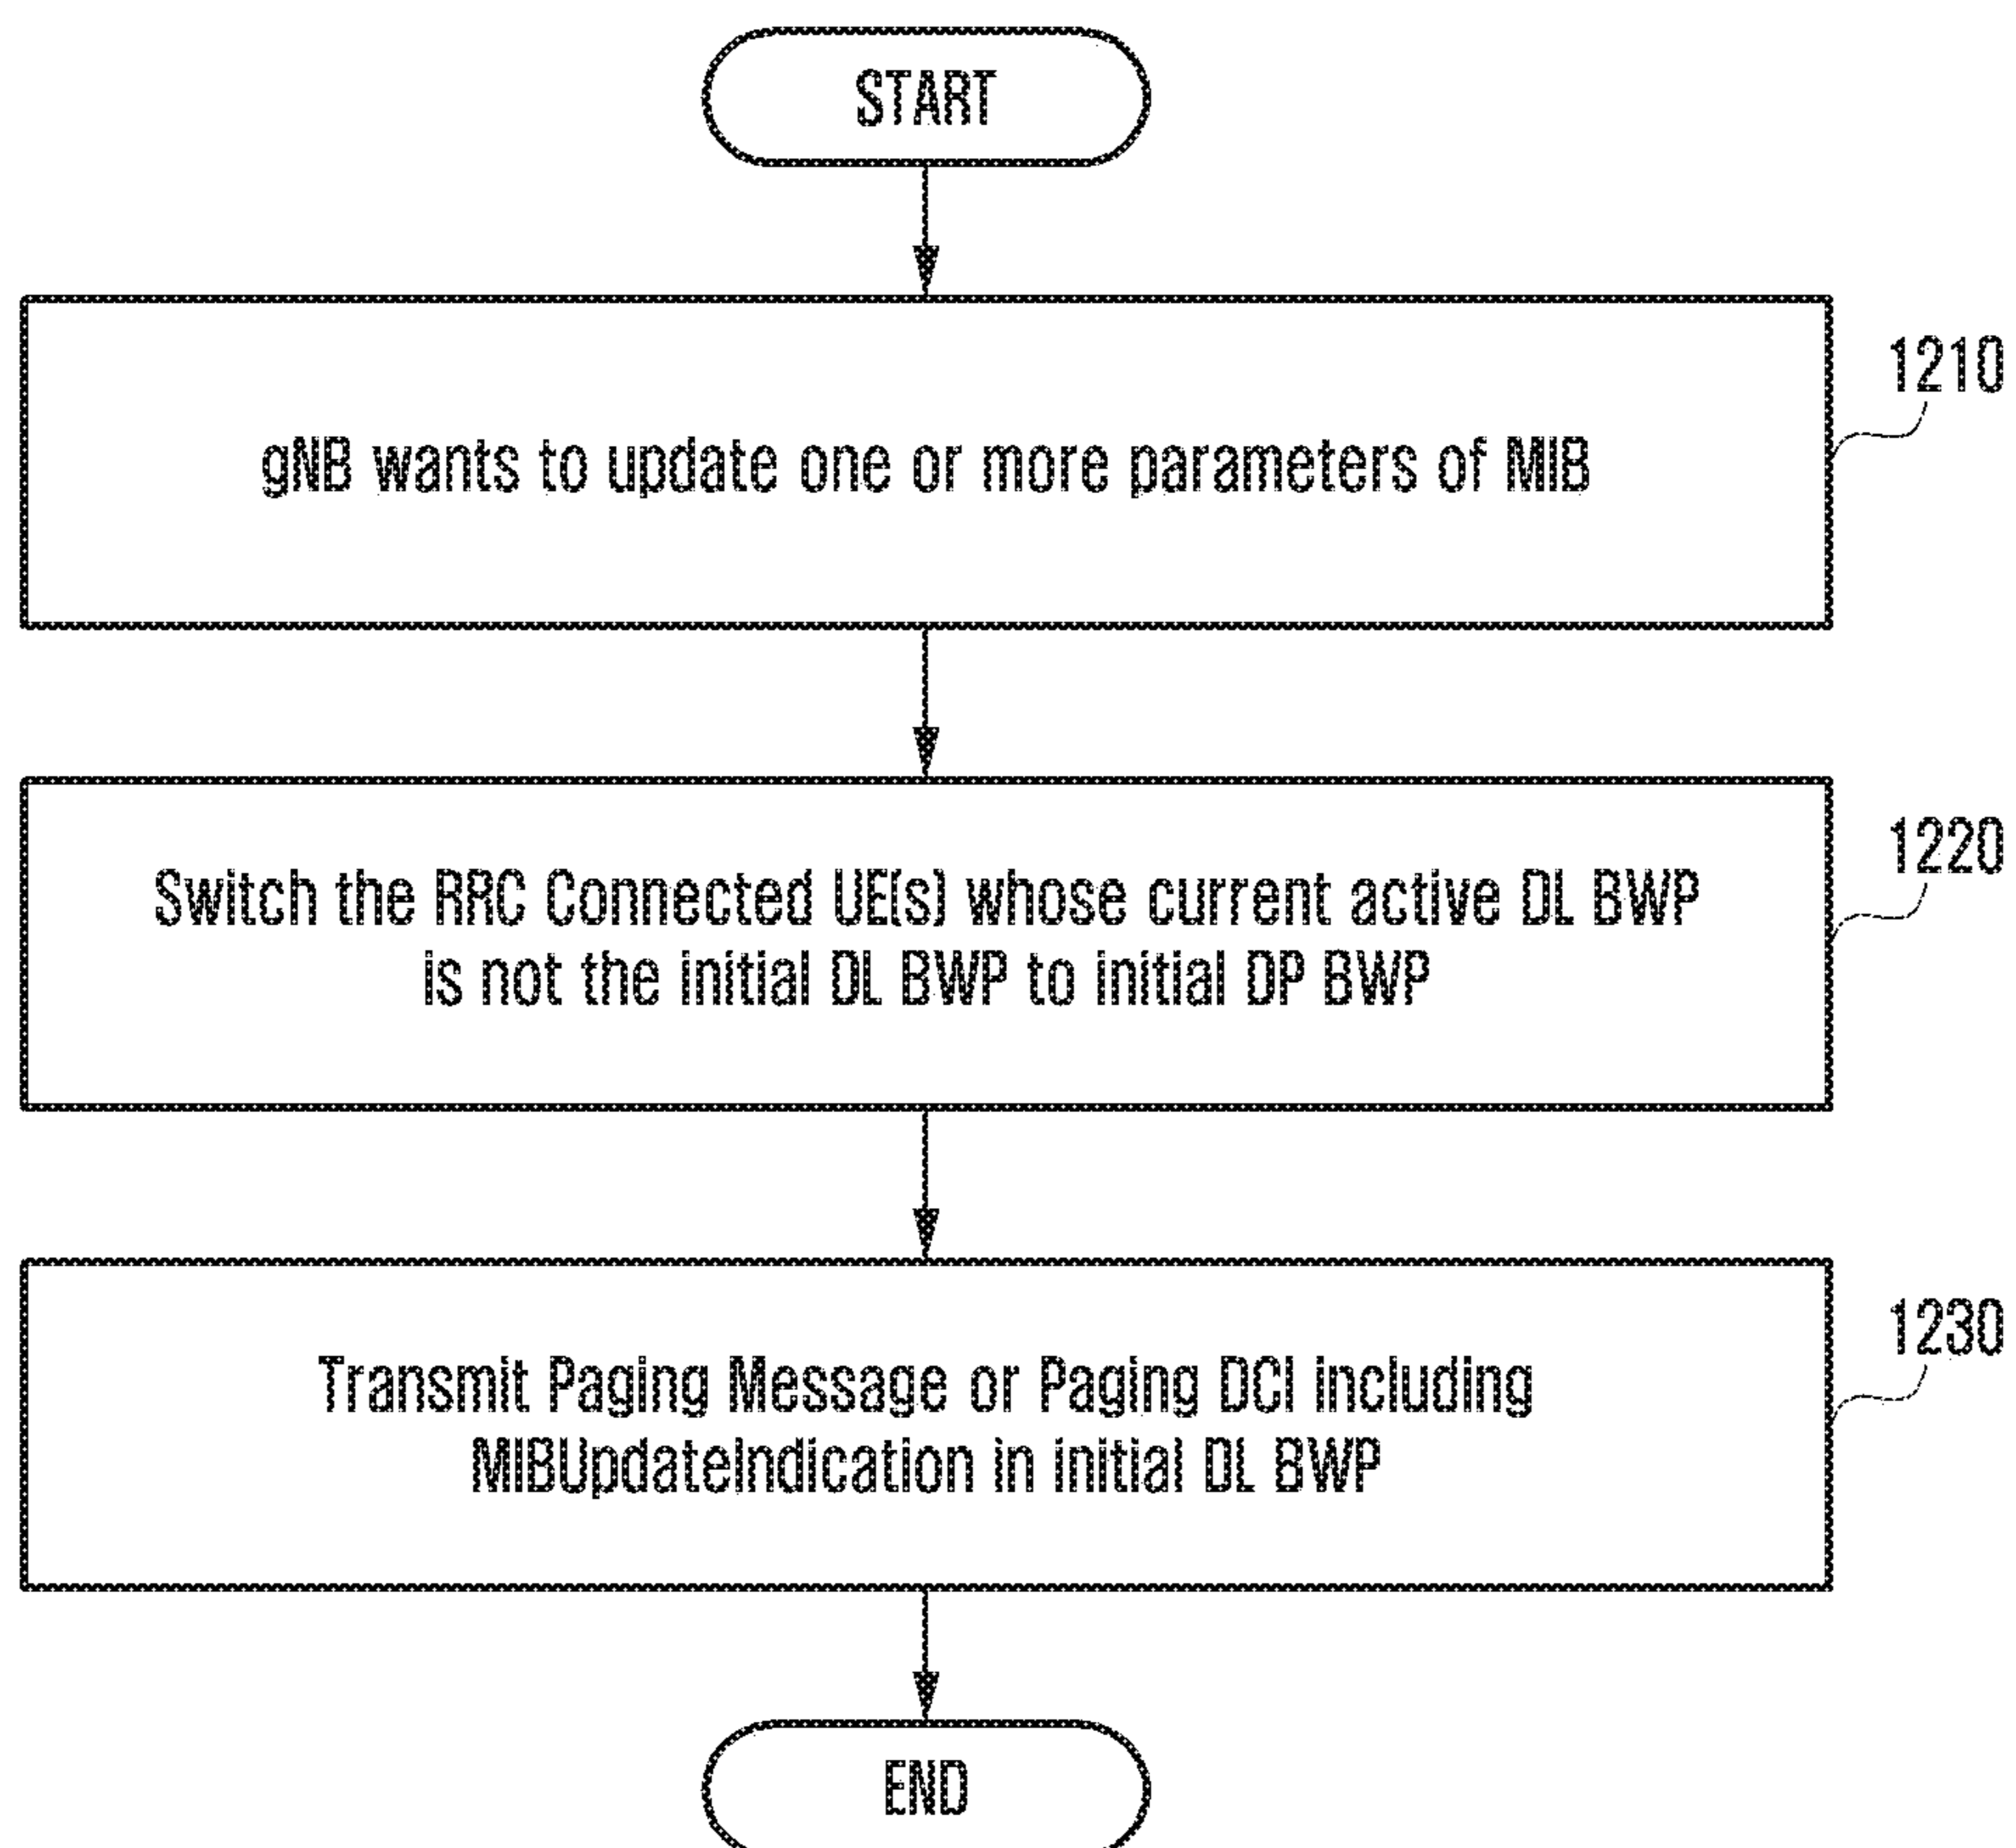 START
gNB wants to update one or more parameters of MIB
1210
Switch the RRC Connected UE(s) whose current active DL BWP
is not the initial DL BWP to initial DP BWP
1220
Transmit Paging Message or Paging DCI including
MIBUpdateIndication in initial DL BWP
1230
END